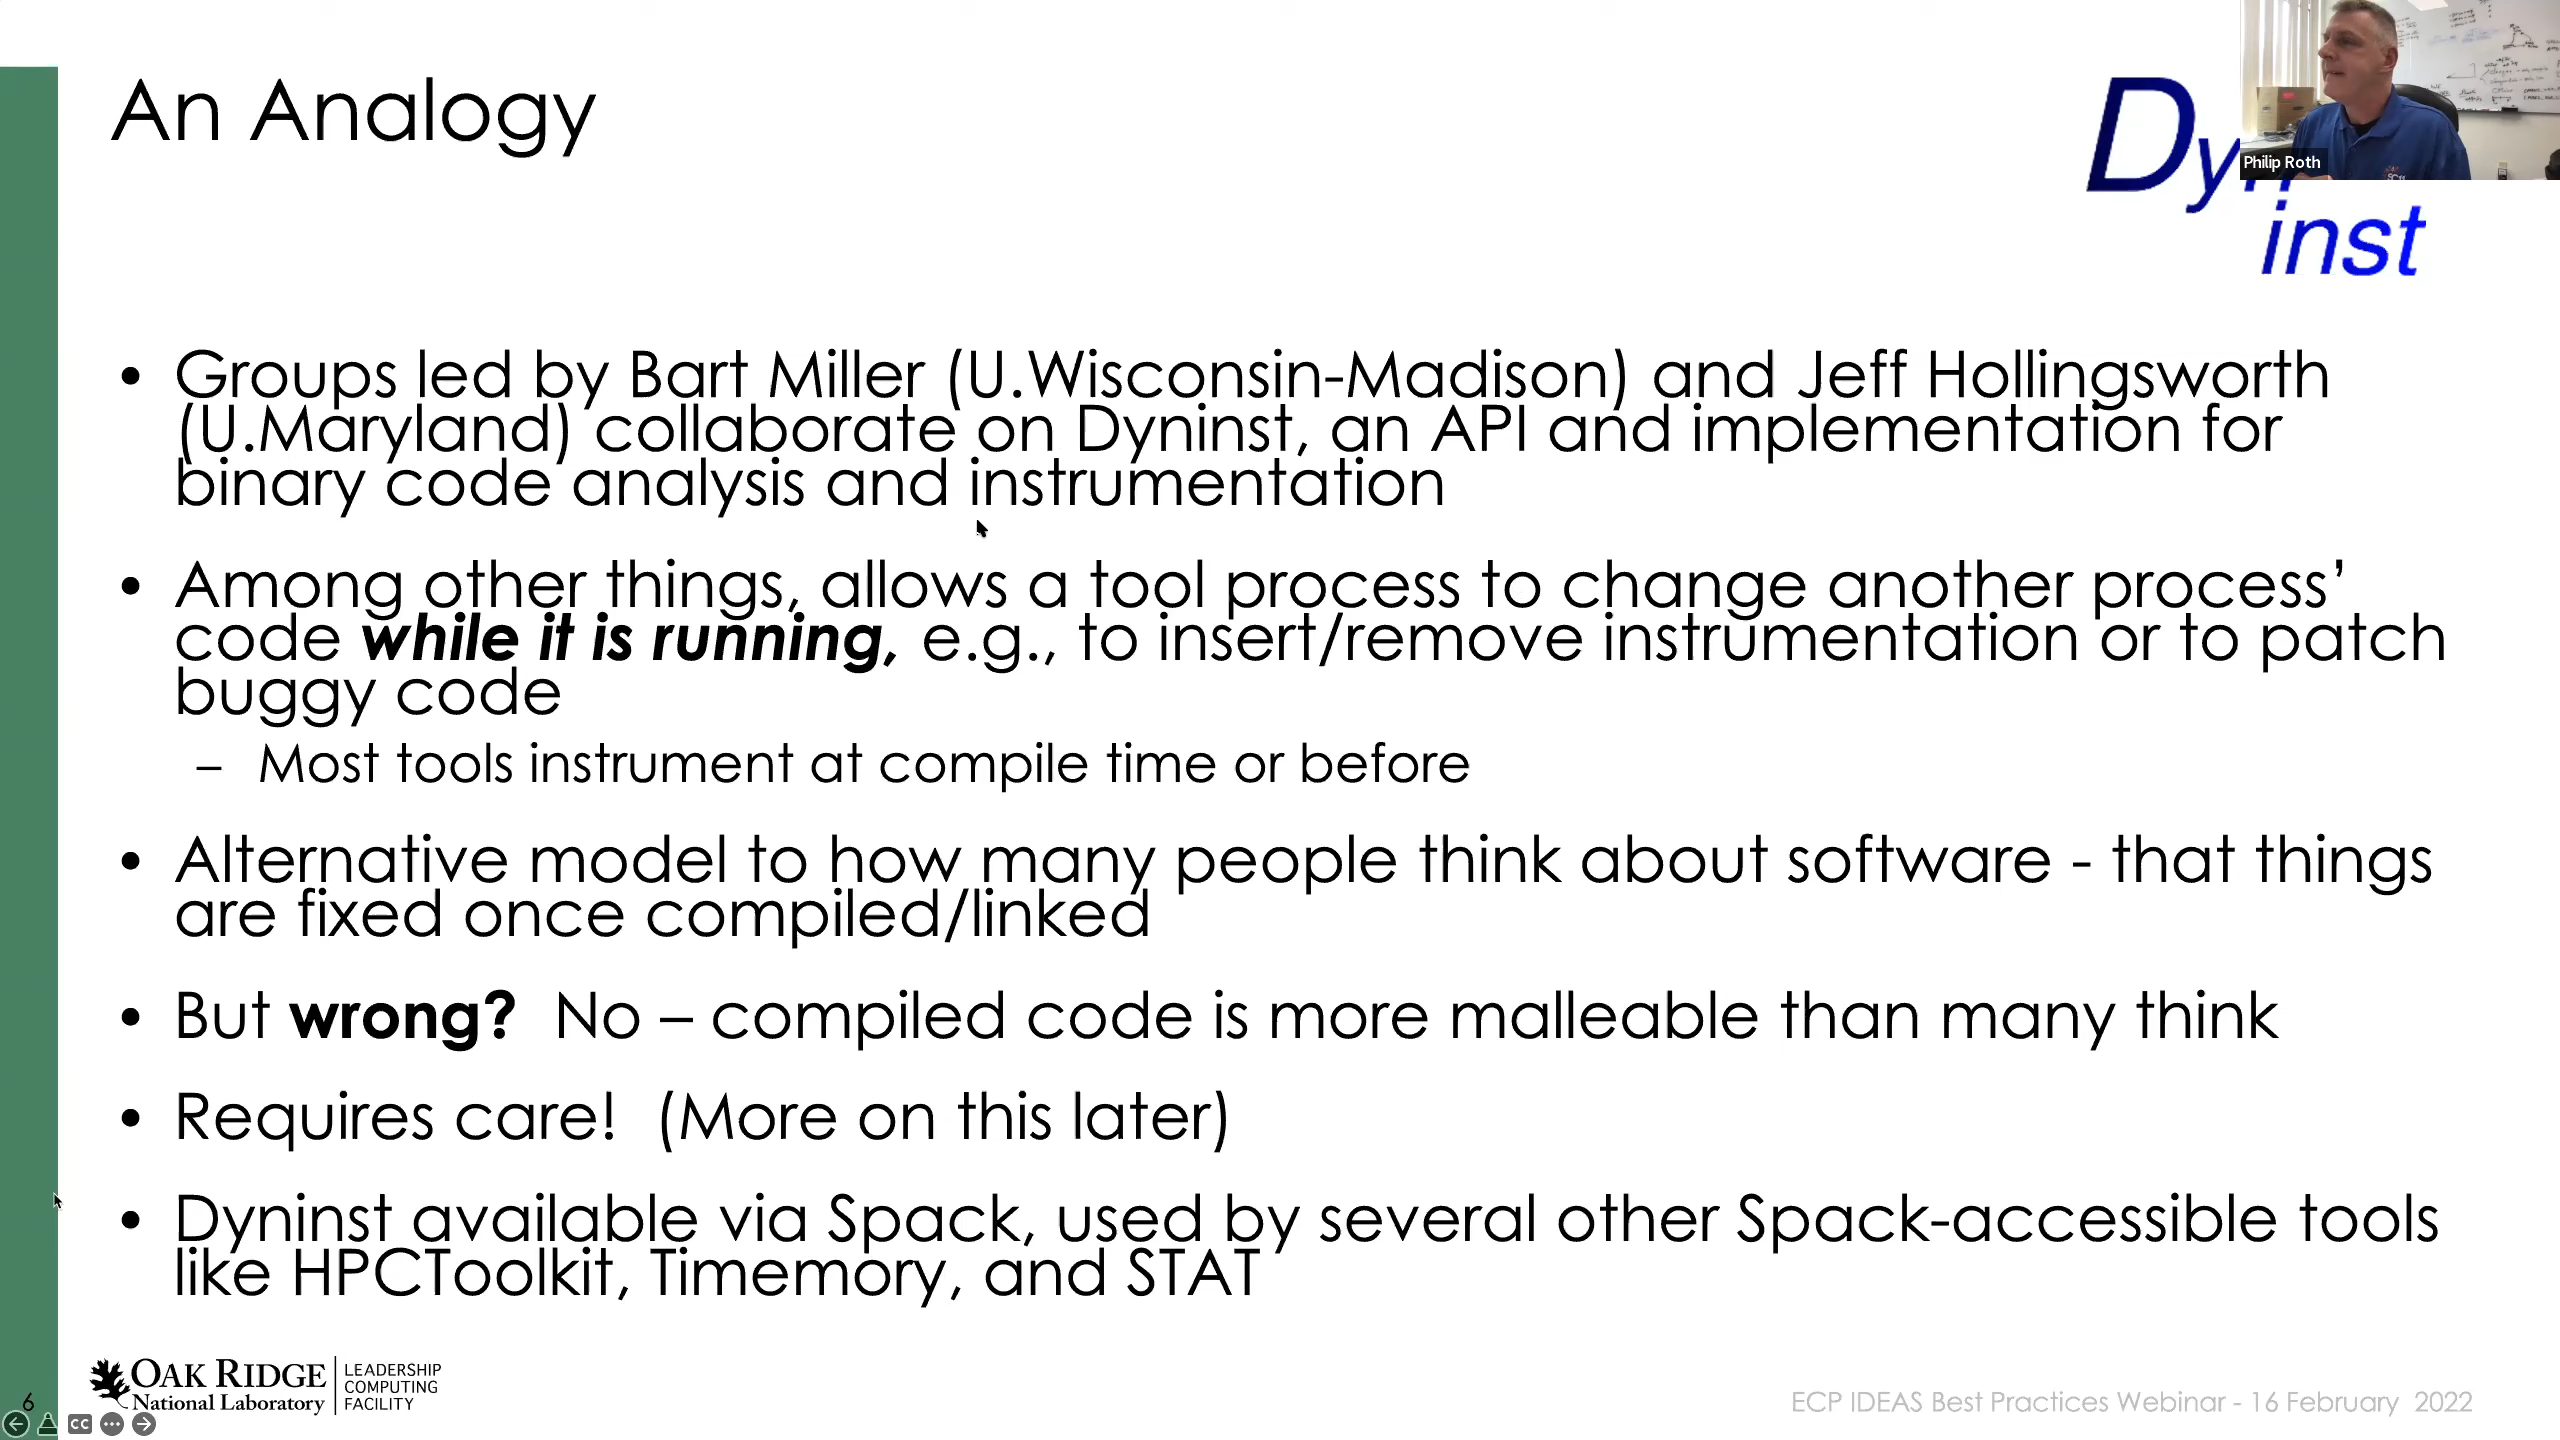 An Analogy
Dyn
inst
Philip Roth
• Groups led by Bart Miller (U.Wisconsin-Madison) and Jeff Hollingsworth
(U.Maryland) collaborate on Dyninst, an API and implementation for
binary code analysis and instrumentation
• Among other things, allows a tool process to change another process’
code while it is running, e.g., to insert/remove instrumentation or to patch
buggy code
– Most tools instrument at compile time or before
• Alternative model to how many people think about software - that things
are fixed once compiled/linked
• But wrong?  No – compiled code is more malleable than many think
• Requires care!  (More on this later)
• Dyninst available via Spack, used by several other Spack-accessible tools
like HPCToolkit, Timemory, and STAT
OAK RIDGE
National Laboratory
LEADERSHIP
COMPUTING
FACILITY
6
CC
ECP IDEAS Best Practices Webinar - 16 February  2022